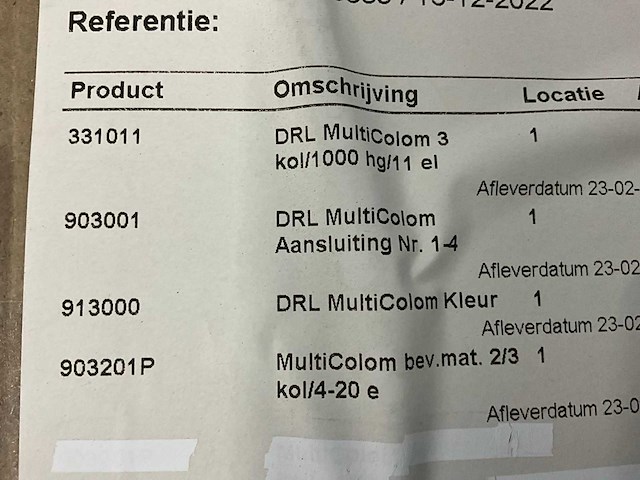 Referentie:
Product Omschrijving Locatie
331011 DRL MultiColom 3 1
kol/1000 hg/11 el
Afleverdatum 23-02-
903001 DRL MultiColom 1
Aansluiting Nr. 1-4
Afleverdatum 23-02
913000 DRL MultiColom Kleur 1
Afleverdatum 23-02
903201P MultiColom bev.mat. 2/3 1
kol/4-20 e
Afleverdatum 23-0